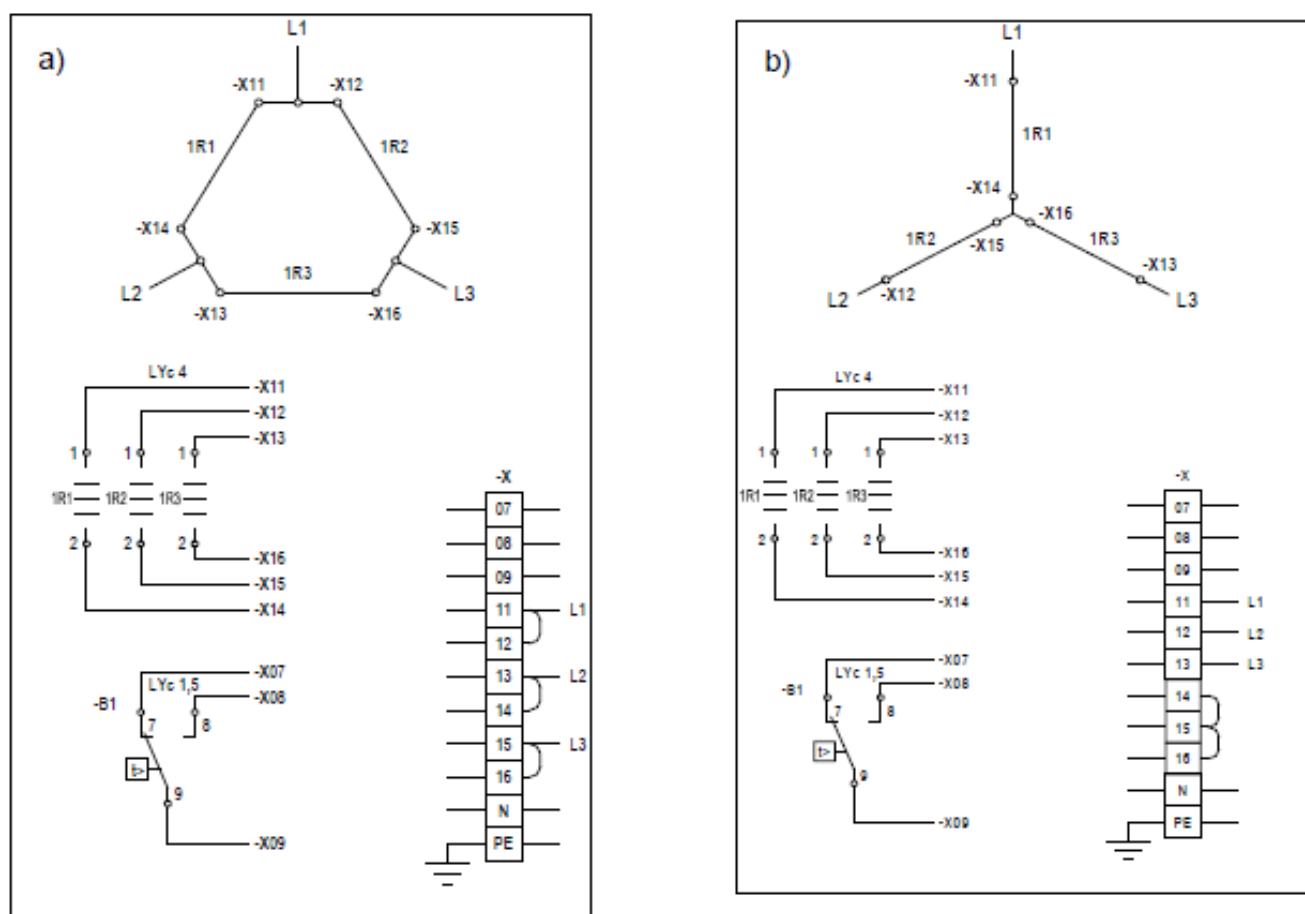 a)
L1
-X11 -X12
1R1 1R2
-X14 -X15
L2 1R3 L3
-X13 -X16
LYc 4 -X11
-X12
-X13
1 1 1
1R1 1R2 1R3
2 2 2
-X16
-X15
-X14
-X07
LYc 1,5 -X08
-B1
7 8
t>
9
-X09
-X
07
08
09
11 L1
12
13 L2
14
15 L3
16
N
PE
b)
L1
-X11
1R1
-X14
-X16
1R2 -X15 1R3
-X13
L2 -X12 L3
LYc 4 -X11
-X12
-X13
1 1 1
1R1 1R2 1R3
2 2 2
-X16
-X15
-X14
-X07
LYc 1,5 -X08
-B1
7 8
t>
9
-X09
-X
07
08
09
11 L1
12 L2
13 L3
14
15
16
N
PE